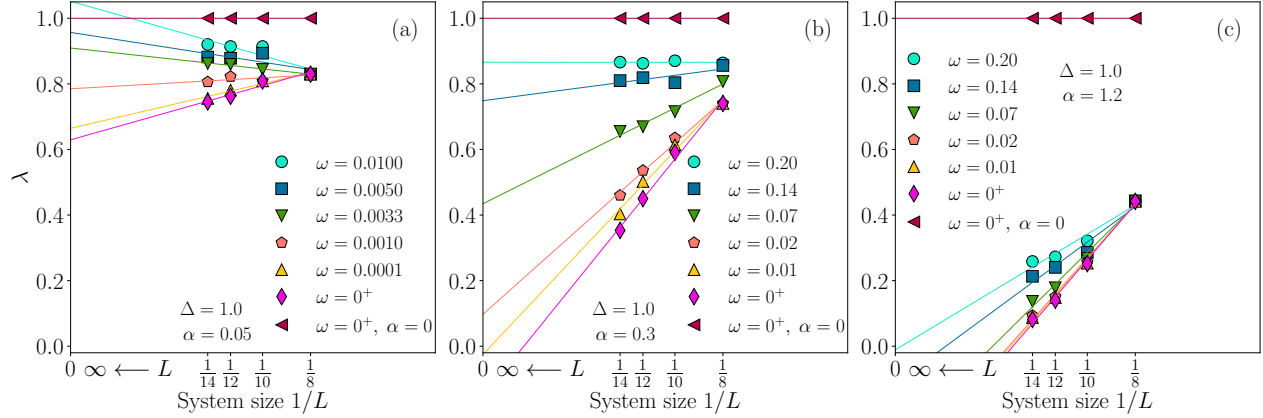 λ
1.0
0.8
0.6
0.4
0.2
0.0
(a)
ω = 0.0100
ω = 0.0050
ω = 0.0033
ω = 0.0010
ω = 0.0001
ω = 0⁺
ω = 0⁺, α = 0
Δ = 1.0
α = 0.05
0 ∞ ⟵ L 1/14 1/12 1/10 1/8
System size 1/L
1.0
0.8
0.6
0.4
0.2
0.0
(b)
ω = 0.20
ω = 0.14
ω = 0.07
ω = 0.02
ω = 0.01
ω = 0⁺
ω = 0⁺, α = 0
Δ = 1.0
α = 0.3
0 ∞ ⟵ L 1/14 1/12 1/10 1/8
System size 1/L
1.0
0.8
0.6
0.4
0.2
0.0
(c)
ω = 0.20
ω = 0.14
ω = 0.07
ω = 0.02
ω = 0.01
ω = 0⁺
ω = 0⁺, α = 0
Δ = 1.0
α = 1.2
0 ∞ ⟵ L 1/14 1/12 1/10 1/8
System size 1/L